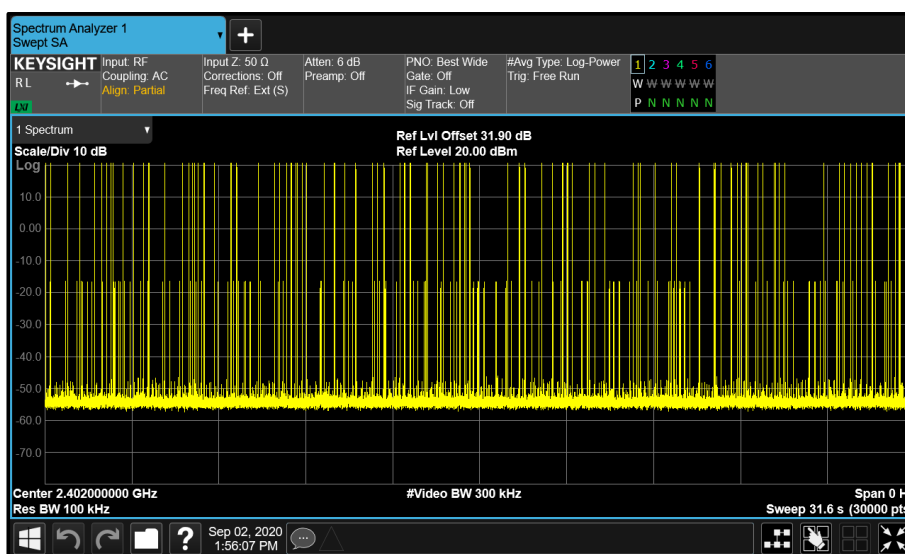 Spectrum Analyzer 1
Swept SA
KEYSIGHT
RL
LXI
Input: RF
Coupling: AC
Align: Partial
Input Z: 50 Ω
Corrections: Off
Freq Ref: Ext (S)
Atten: 6 dB
Preamp: Off
PNO: Best Wide
Gate: Off
IF Gain: Low
Sig Track: Off
#Avg Type: Log-Power
Trig: Free Run
1 2 3 4 5 6
W W W W W W
P N N N N N
1 Spectrum
Scale/Div 10 dB
Ref Lvl Offset 31.90 dB
Ref Level 20.00 dBm
Log
10.0
0.00
-10.0
-20.0
-30.0
-40.0
-50.0
-60.0
-70.0
Center 2.402000000 GHz
#Video BW 300 kHz
Span 0 H
Res BW 100 kHz
Sweep 31.6 s (30000 pts
?
Sep 02, 2020
1:56:07 PM